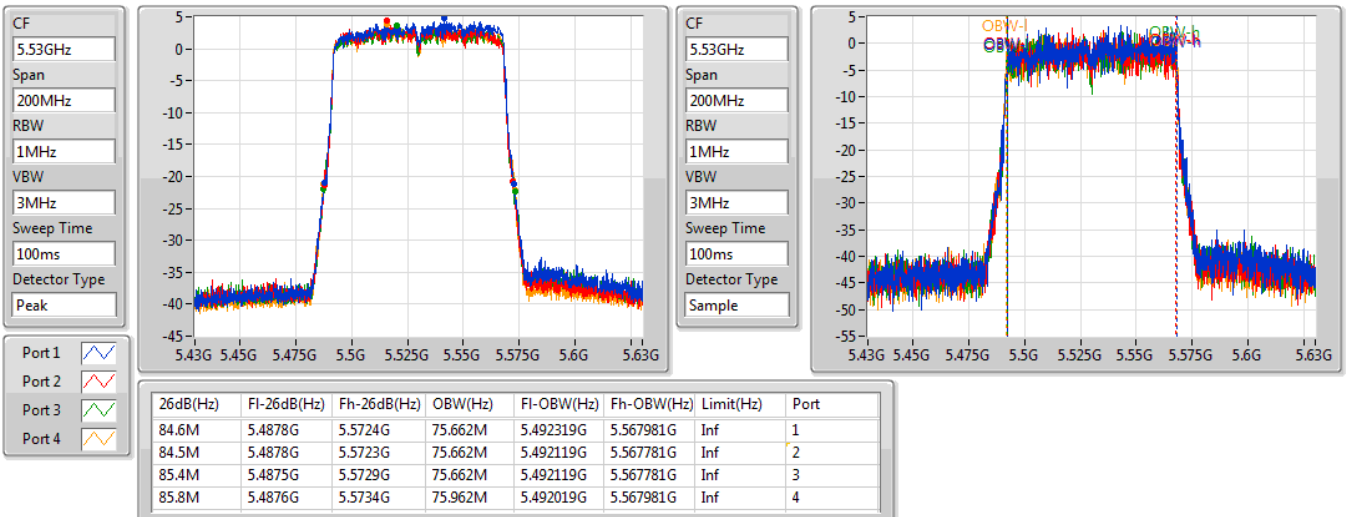 CF
5.53GHz
Span
200MHz
RBW
1MHz
VBW
3MHz
Sweep Time
100ms
Detector Type
Peak
5
0
-5
-10
-15
-20
-25
-30
-35
-40
-45
5.43G 5.45G 5.475G 5.5G 5.525G 5.55G 5.575G 5.6G 5.63G
CF
5.53GHz
Span
200MHz
RBW
1MHz
VBW
3MHz
Sweep Time
100ms
Detector Type
Sample
5
0
-5
-10
-15
-20
-25
-30
-35
-40
-45
-50
-55
OBW-l
OBW-h
5.43G 5.45G 5.475G 5.5G 5.525G 5.55G 5.575G 5.6G 5.63G
Port 1
Port 2
Port 3
Port 4
26dB(Hz) Fl-26dB(Hz) Fh-26dB(Hz) OBW(Hz) Fl-OBW(Hz) Fh-OBW(Hz) Limit(Hz) Port
84.6M 5.4878G 5.5724G 75.662M 5.492319G 5.567981G Inf 1
84.5M 5.4878G 5.5723G 75.662M 5.492119G 5.567781G Inf 2
85.4M 5.4875G 5.5729G 75.662M 5.492119G 5.567781G Inf 3
85.8M 5.4876G 5.5734G 75.962M 5.492019G 5.567981G Inf 4